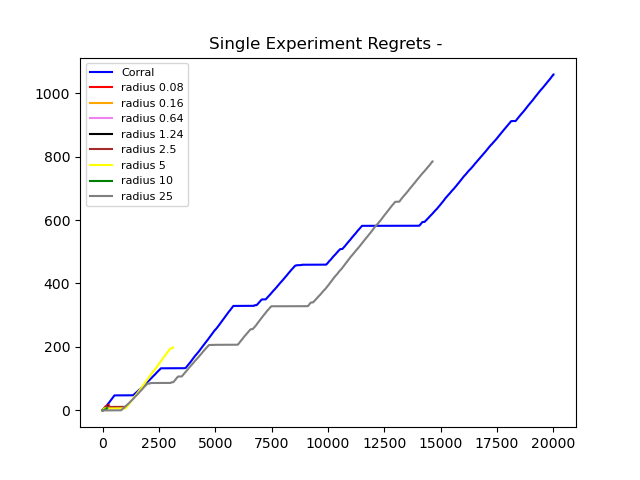 Single Experiment Regrets -
Corral
radius 0.08
radius 0.16
radius 0.64
radius 1.24
radius 2.5
radius 5
radius 10
radius 25
1000
800
600
400
200
0
0 2500 5000 7500 10000 12500 15000 17500 20000